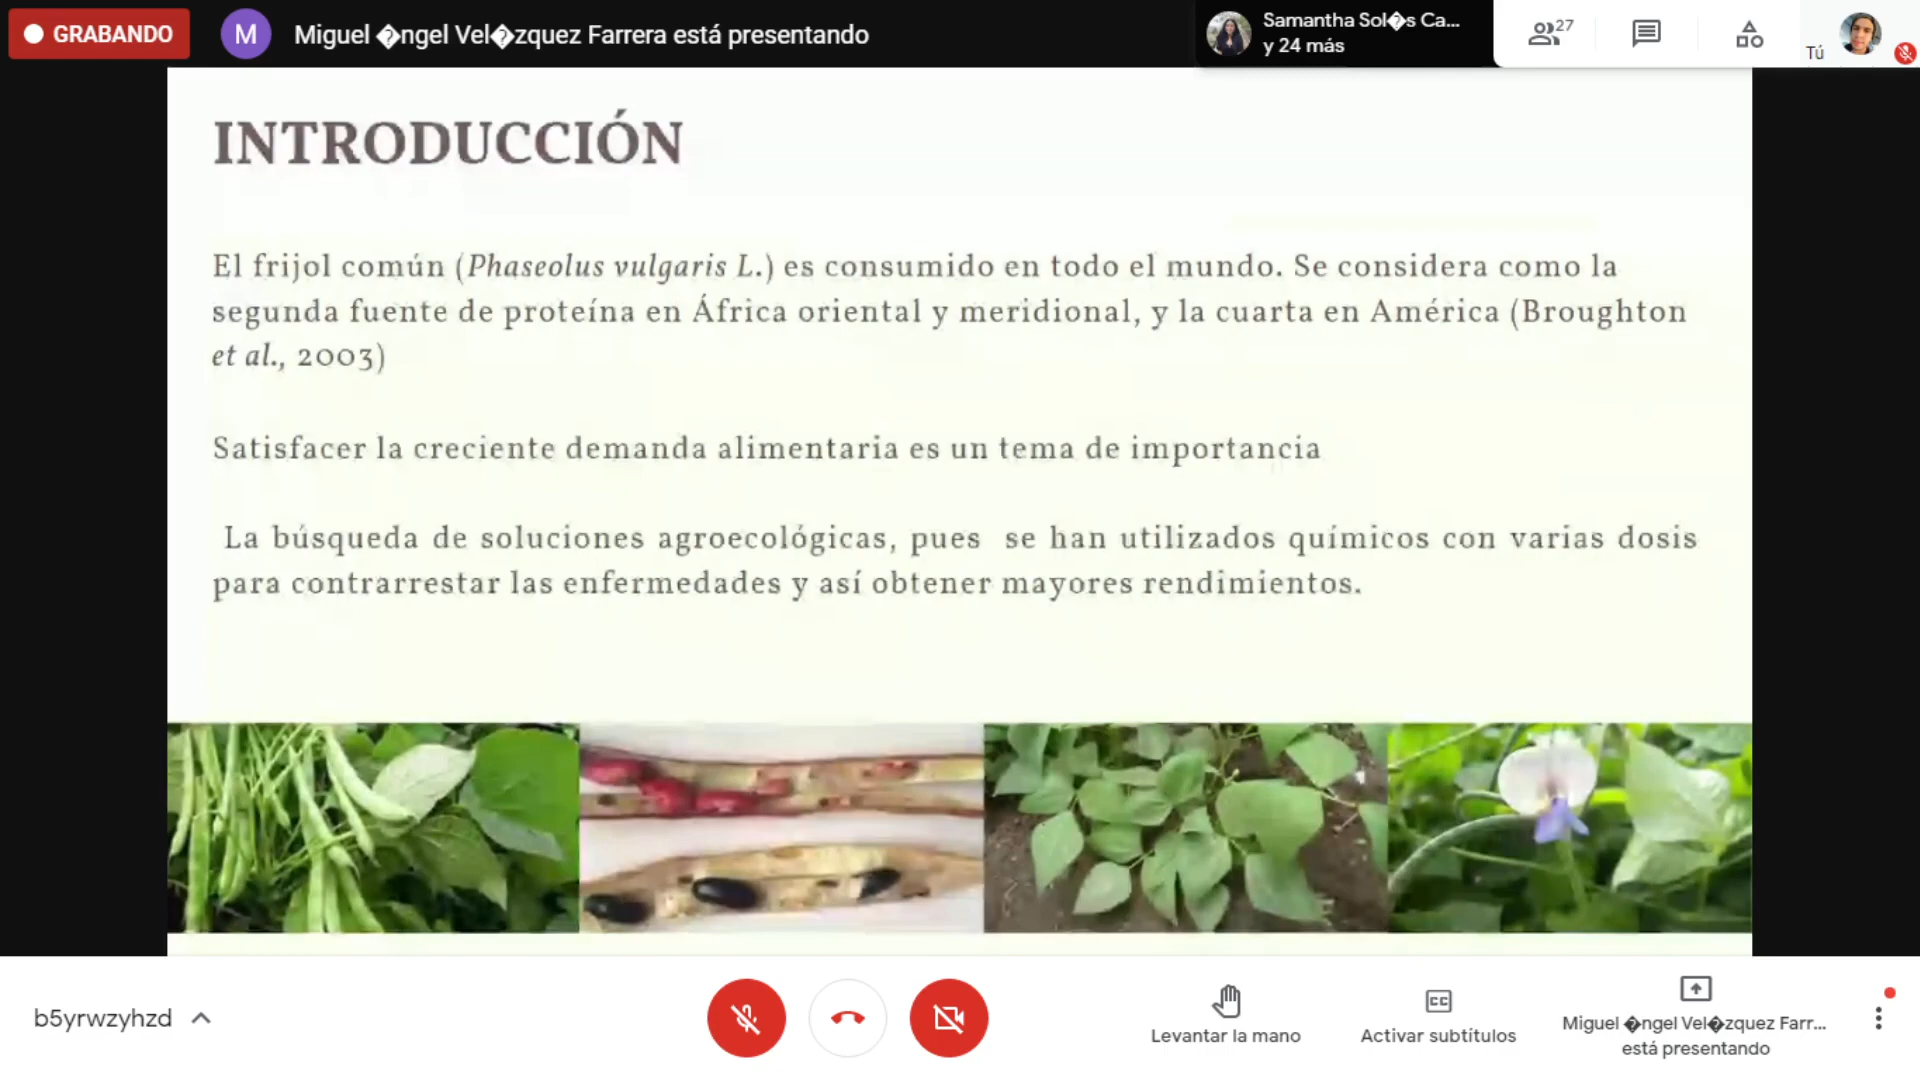 GRABANDO
M
Miguel �ngel Vel�zquez Farrera está presentando
Samantha Sol�s Ca...
y 24 más
27
Tú
INTRODUCCIÓN
El frijol común (Phaseolus vulgaris L.) es consumido en todo el mundo. Se considera como la
segunda fuente de proteína en África oriental y meridional, y la cuarta en América (Broughton
et al., 2003)
Satisfacer la creciente demanda alimentaria es un tema de importancia
La búsqueda de soluciones agroecológicas, pues se han utilizados químicos con varias dosis
para contrarrestar las enfermedades y así obtener mayores rendimientos.
b5yrwzyhzd
Levantar la mano
CC
Activar subtítulos
Miguel �ngel Vel�zquez Farr...
está presentando